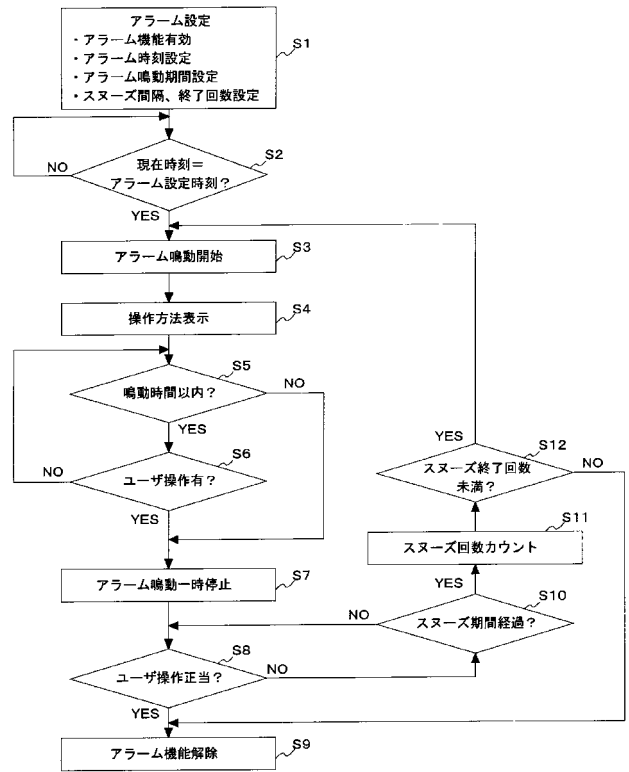 アラーム設定
・アラーム機能有効
・アラーム時刻設定
・アラーム鳴動期間設定
・スヌーズ間隔、終了回数設定
S1
S2
現在時刻＝
アラーム設定時刻？
NO
YES
S3
アラーム鳴動開始
S4
操作方法表示
S5
鳴動時間以内？
NO
YES
S6
ユーザ操作有？
NO
YES
S7
アラーム鳴動一時停止
S8
ユーザ操作正当？
NO
YES
S9
アラーム機能解除
S10
スヌーズ期間経過？
NO
YES
S11
スヌーズ回数カウント
S12
スヌーズ終了回数
未満？
YES
NO